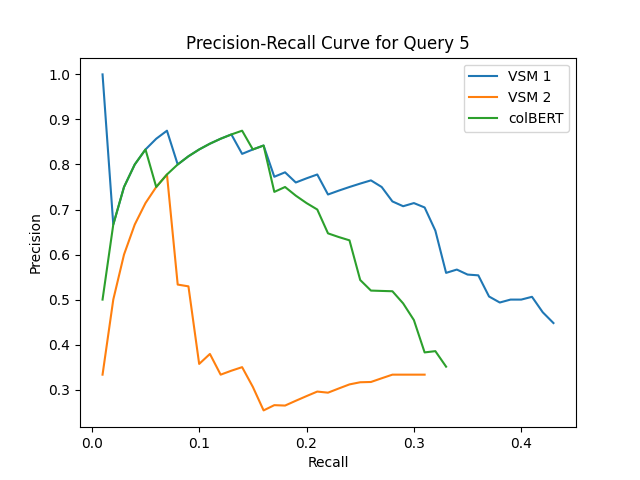 Precision-Recall Curve for Query 5
VSM 1
VSM 2
colBERT
1.0
0.9
0.8
0.7
0.6
0.5
0.4
0.3
Precision
0.0
0.1
0.2
0.3
0.4
Recall